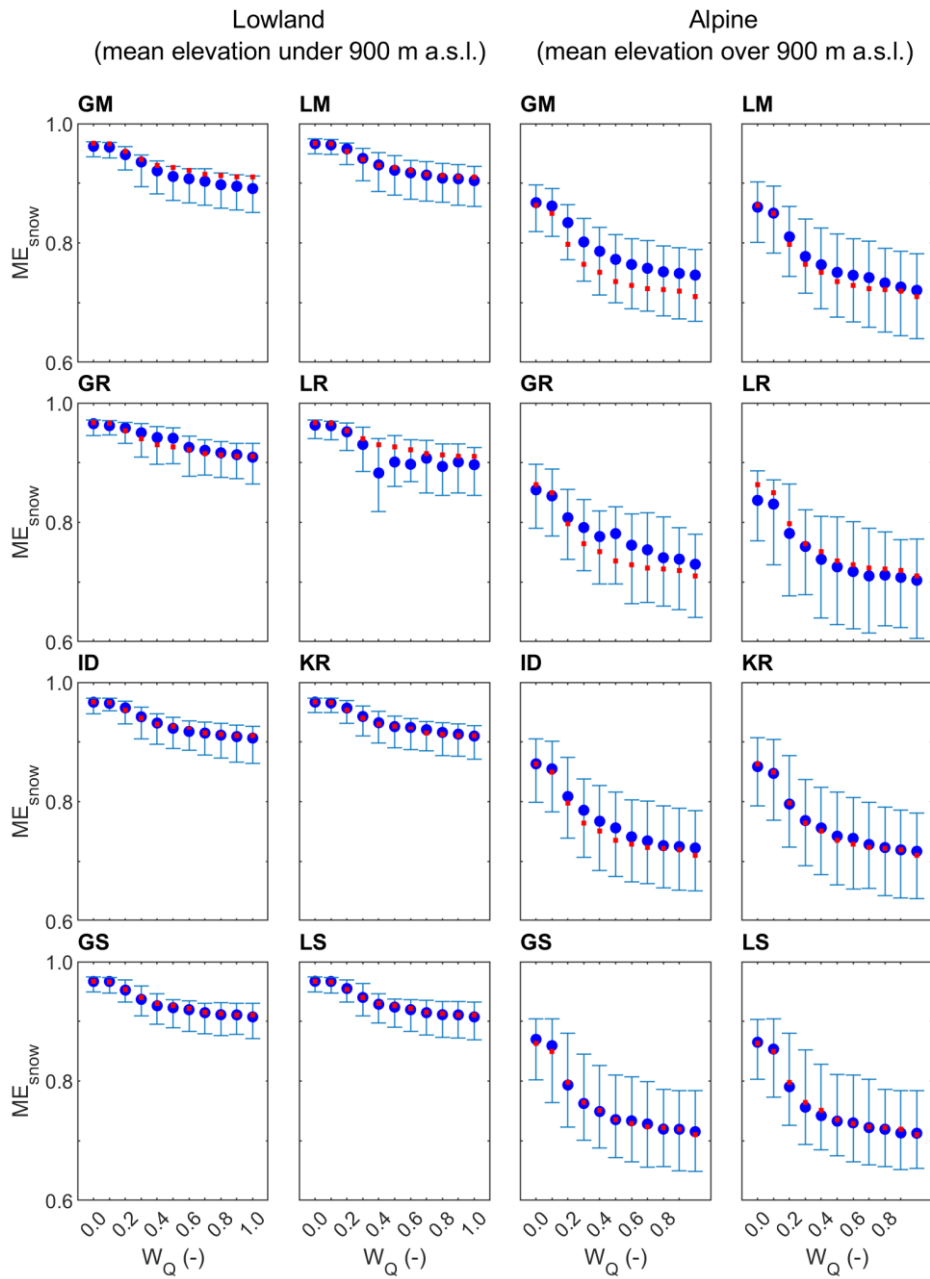 Lowland
(mean elevation under 900 m a.s.l.)
Alpine
(mean elevation over 900 m a.s.l.)
GM LM GM LM
1.0
0.8
0.6
ME_snow
GR LR GR LR
1.0
0.8
0.6
ME_snow
ID KR ID KR
1.0
0.8
0.6
ME_snow
GS LS GS LS
1.0
0.8
0.6
ME_snow
0.0 0.2 0.4 0.6 0.8 1.0
0.0 0.2 0.4 0.6 0.8 1.0
0.0 0.2 0.4 0.6 0.8
0.0 0.2 0.4 0.6 0.8
W_Q (-) W_Q (-) W_Q (-) W_Q (-)